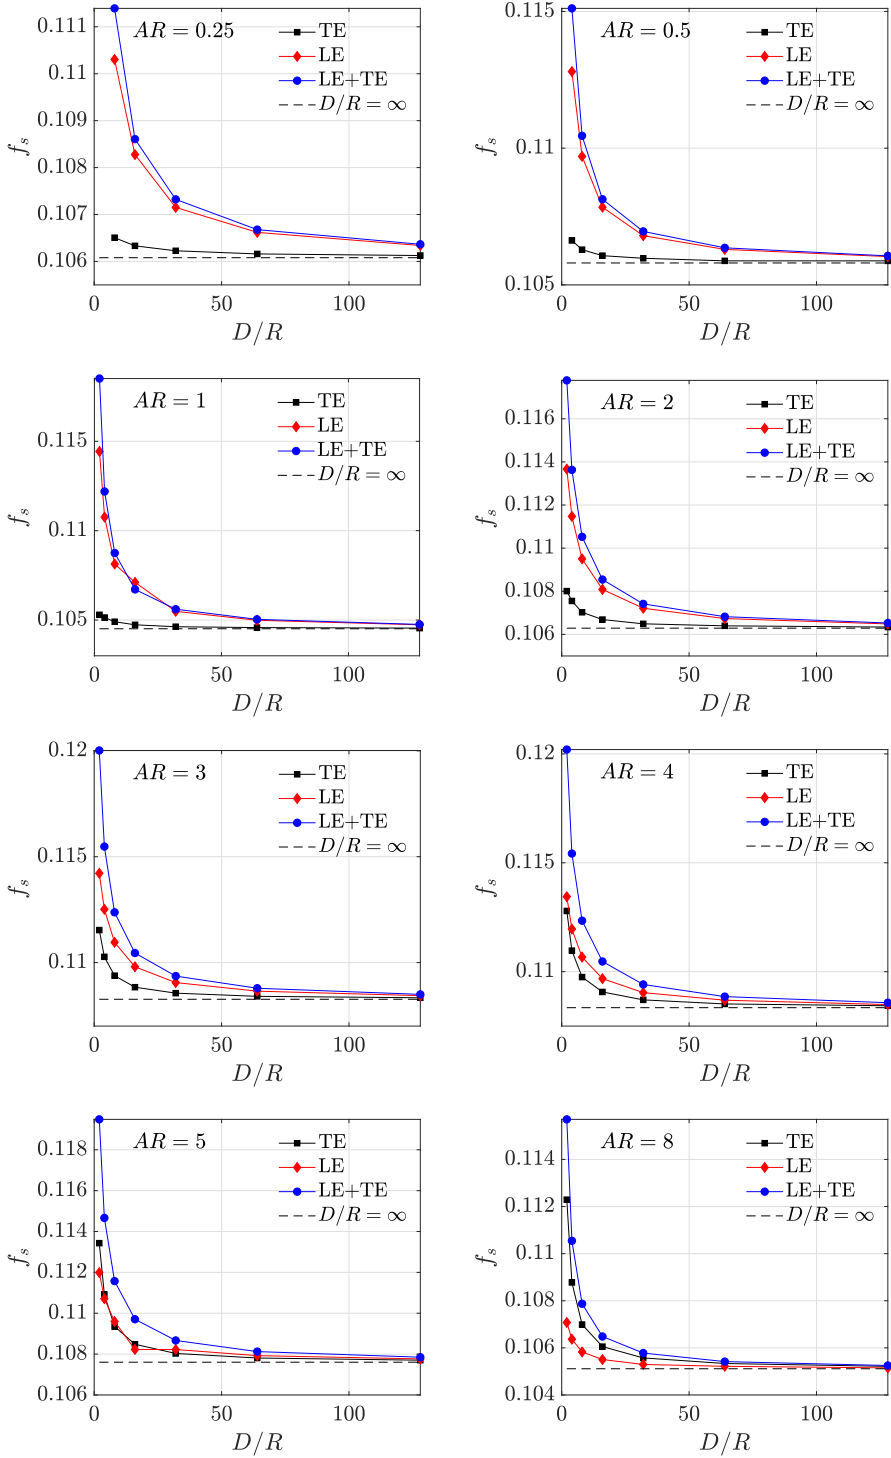 AR = 0.25
TE
LE
LE+TE
D/R = ∞
0.111
0.11
0.109
0.108
0.107
0.106
f_s
0 50 100
D/R
AR = 0.5
TE
LE
LE+TE
D/R = ∞
0.115
0.11
0.105
f_s
0 50 100
D/R
AR = 1
TE
LE
LE+TE
D/R = ∞
0.115
0.11
0.105
f_s
0 50 100
D/R
AR = 2
TE
LE
LE+TE
D/R = ∞
0.116
0.114
0.112
0.11
0.108
0.106
f_s
0 50 100
D/R
AR = 3
TE
LE
LE+TE
D/R = ∞
0.12
0.115
0.11
f_s
0 50 100
D/R
AR = 4
TE
LE
LE+TE
D/R = ∞
0.12
0.115
0.11
f_s
0 50 100
D/R
AR = 5
TE
LE
LE+TE
D/R = ∞
0.118
0.116
0.114
0.112
0.11
0.108
0.106
f_s
0 50 100
D/R
AR = 8
TE
LE
LE+TE
D/R = ∞
0.114
0.112
0.11
0.108
0.106
0.104
f_s
0 50 100
D/R